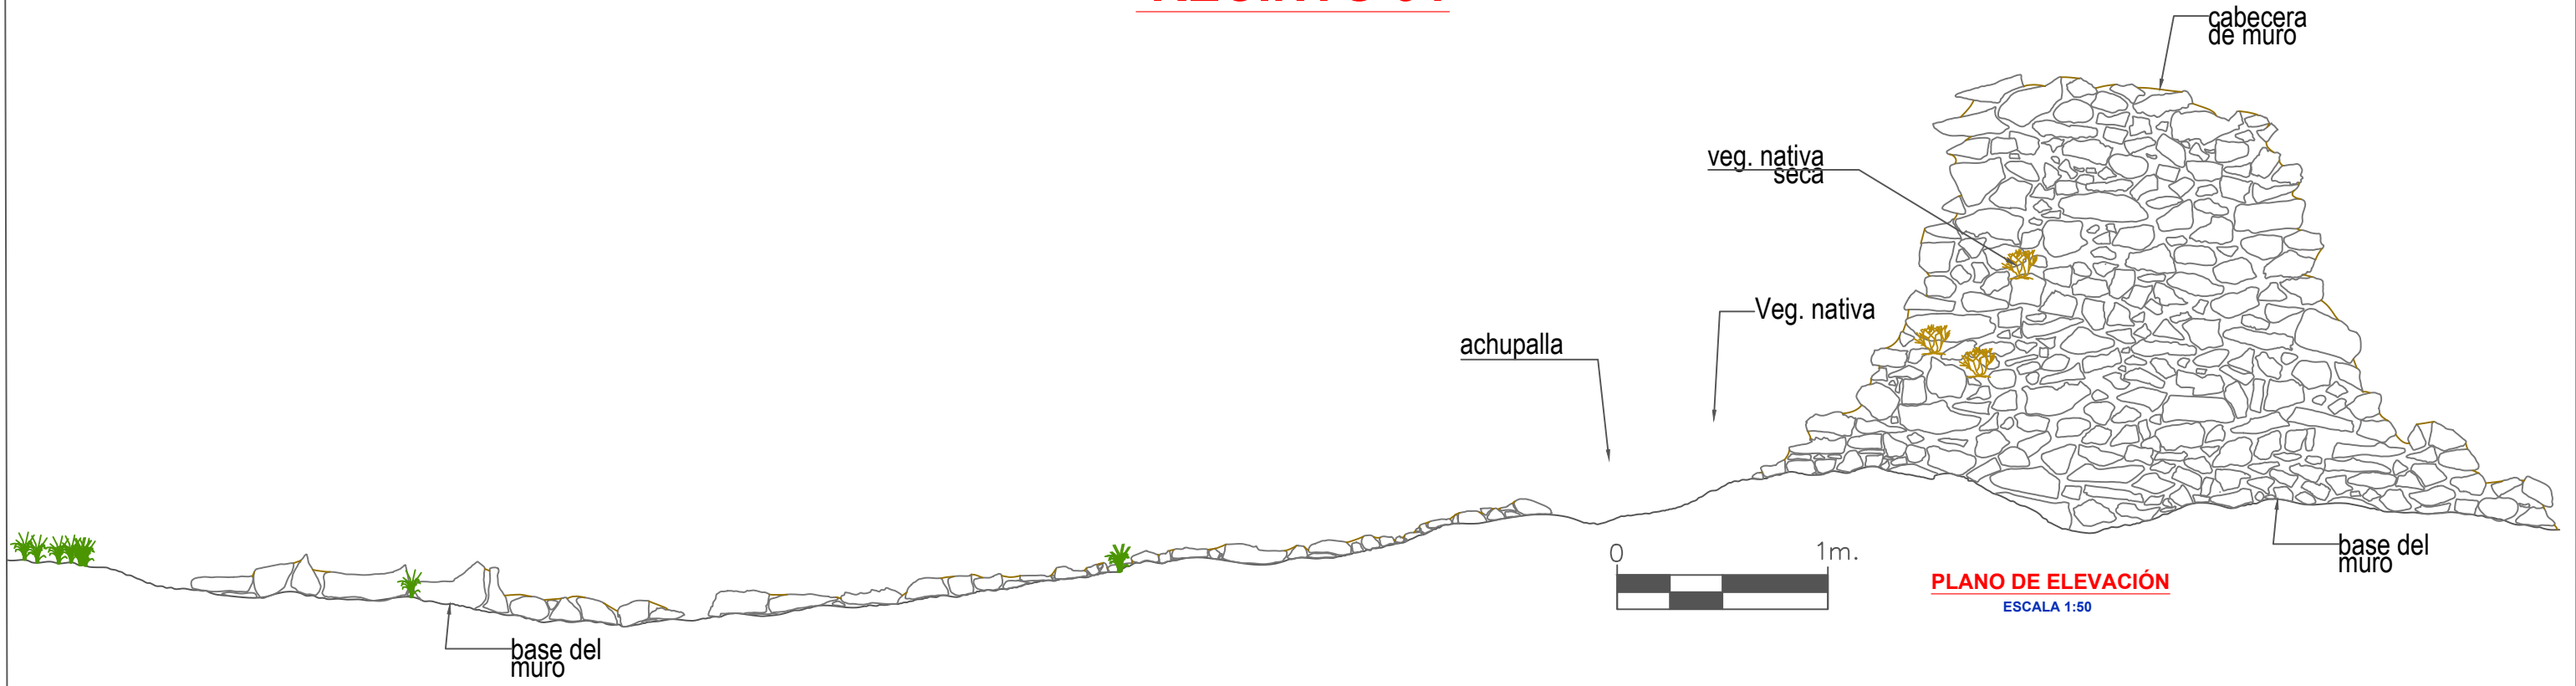 cabecera
de muro
veg. nativa
seca
Veg. nativa
achupalla
0 1m.
PLANO DE ELEVACIÓN
ESCALA 1:50
base del
muro
base del
muro